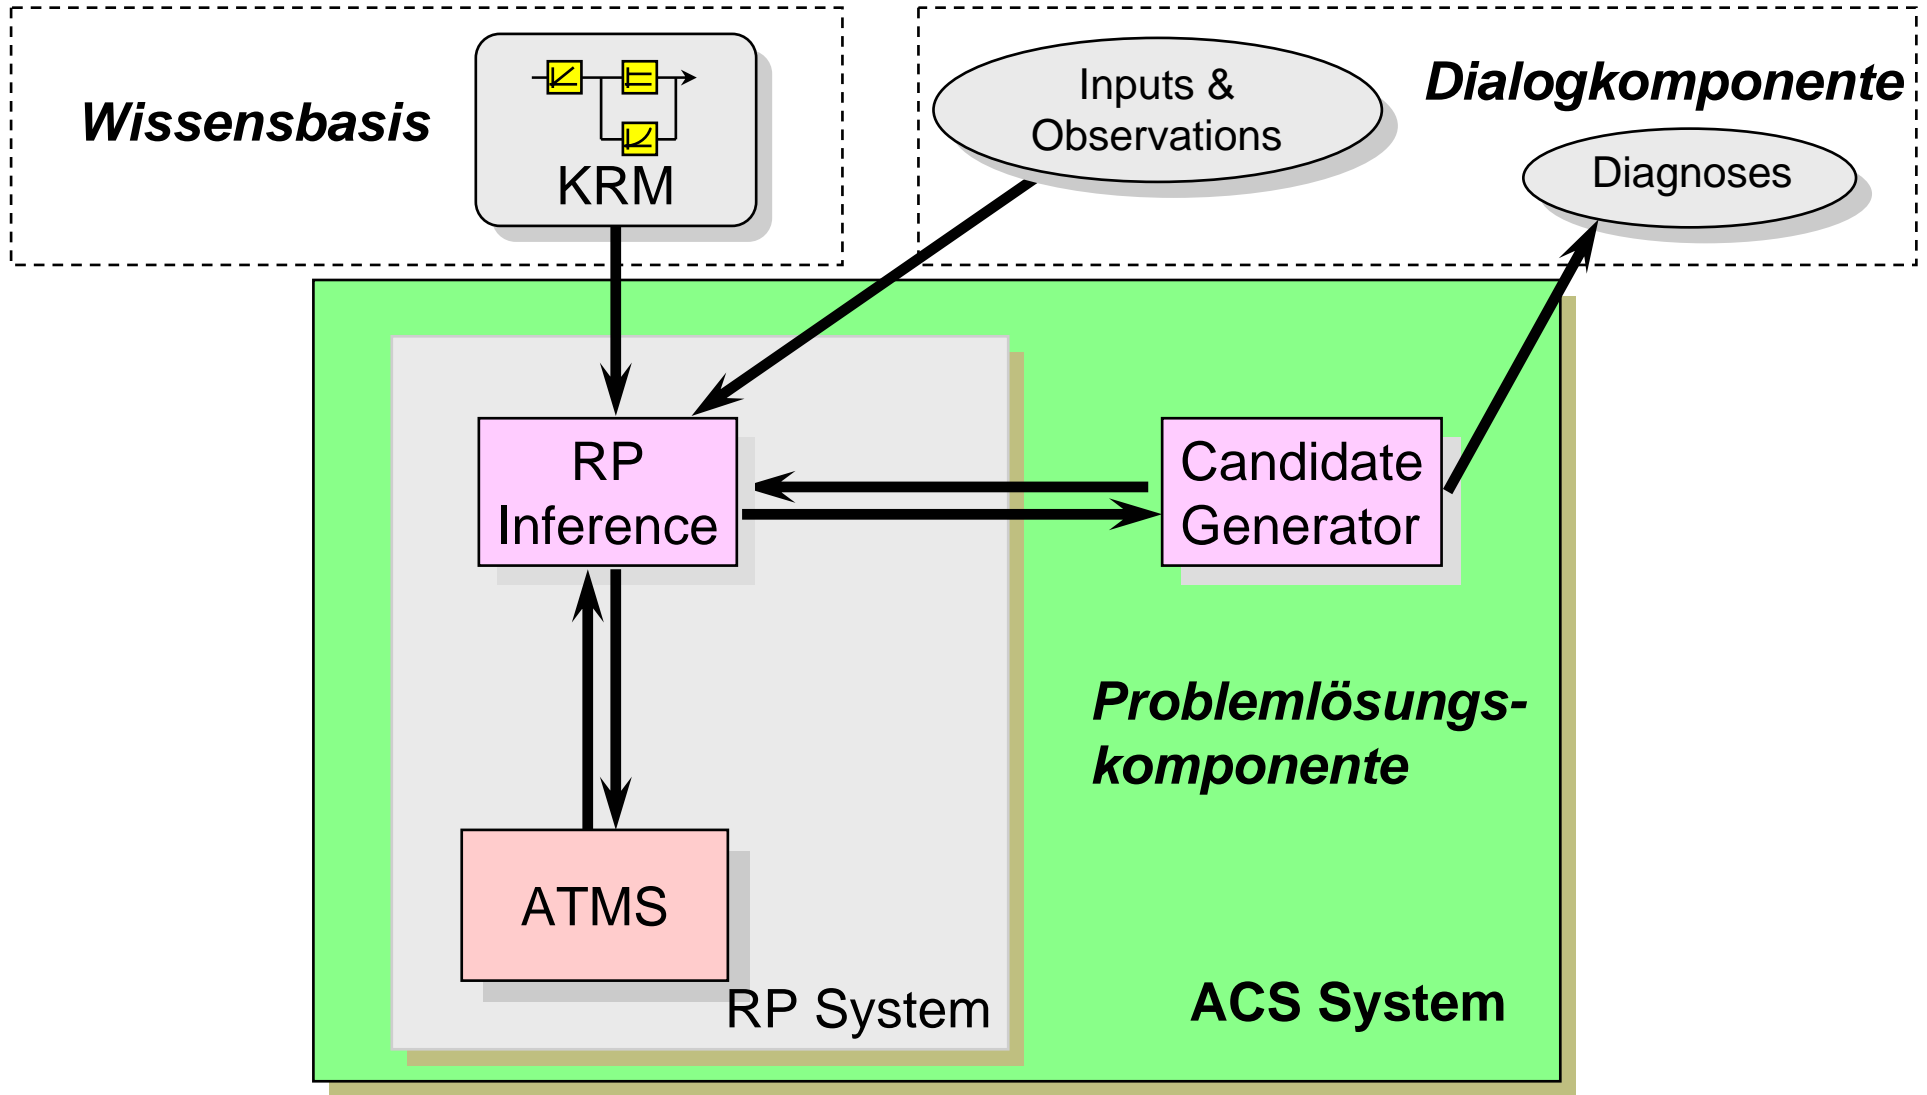 Wissensbasis
KRM
Inputs &
Observations
Dialogkomponente
Diagnoses
RP
Inference
Candidate
Generator
Problemlösungs-
komponente
ATMS
RP System
ACS System